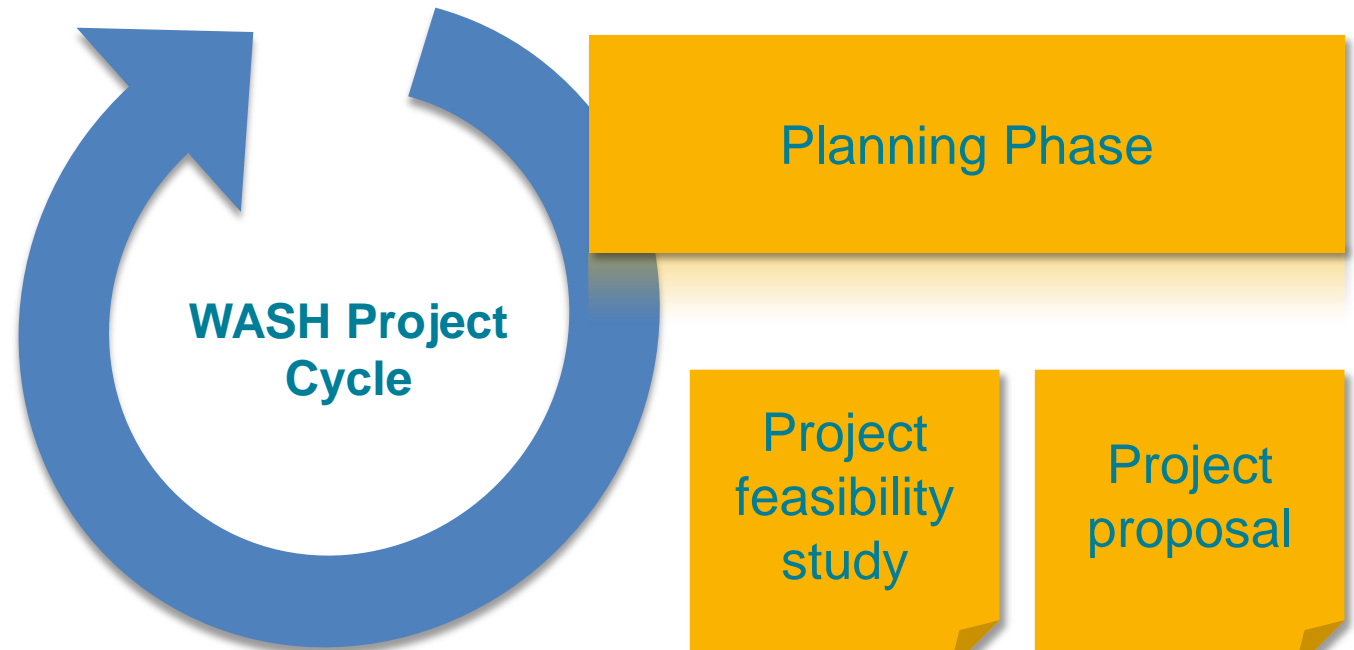 Planning Phase
WASH Project
Cycle
Project
feasibility
study
Project
proposal